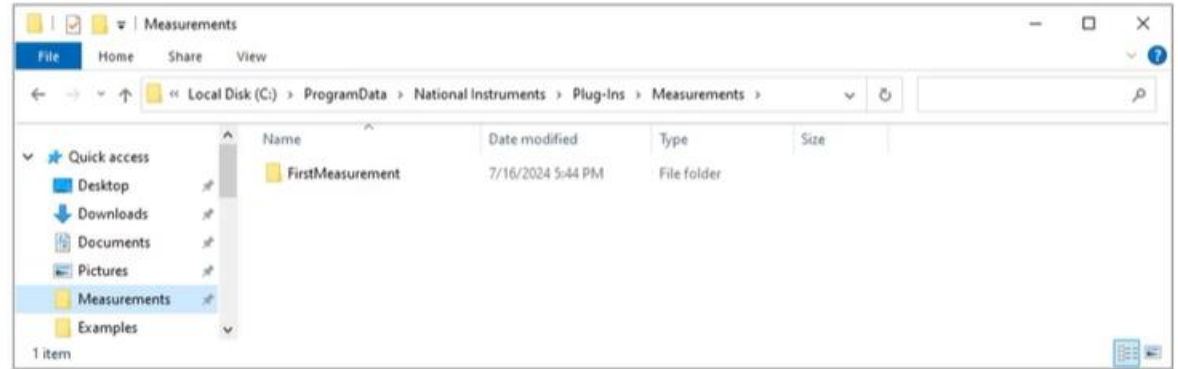 Measurements
File Home Share View
« Local Disk (C:) › ProgramData › National Instruments › Plug-Ins › Measurements ›
Name Date modified Type Size
Quick access
FirstMeasurement 7/16/2024 5:44 PM File folder
Desktop
Downloads
Documents
Pictures
Measurements
Examples
1 item